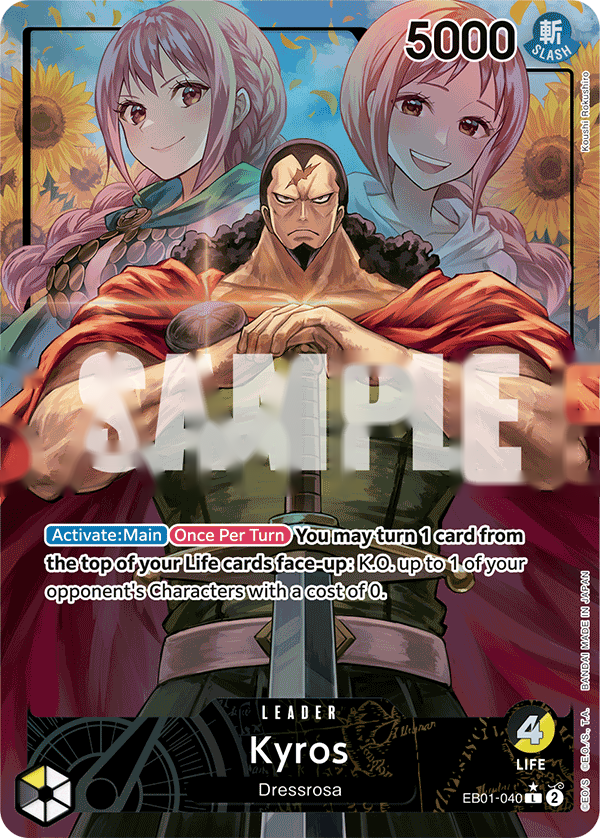 5000
斬
SLASH
Koushi Rokushiro
SAMPLE
Activate:Main Once Per Turn You may turn 1 card from
the top of your Life cards face-up: K.O. up to 1 of your
opponent's Characters with a cost of 0.
BANDAI MADE IN JAPAN
©E.O./S., T.A.
©EO/S
LEADER
Kyros
Dressrosa
4
LIFE
EB01-040 L 2